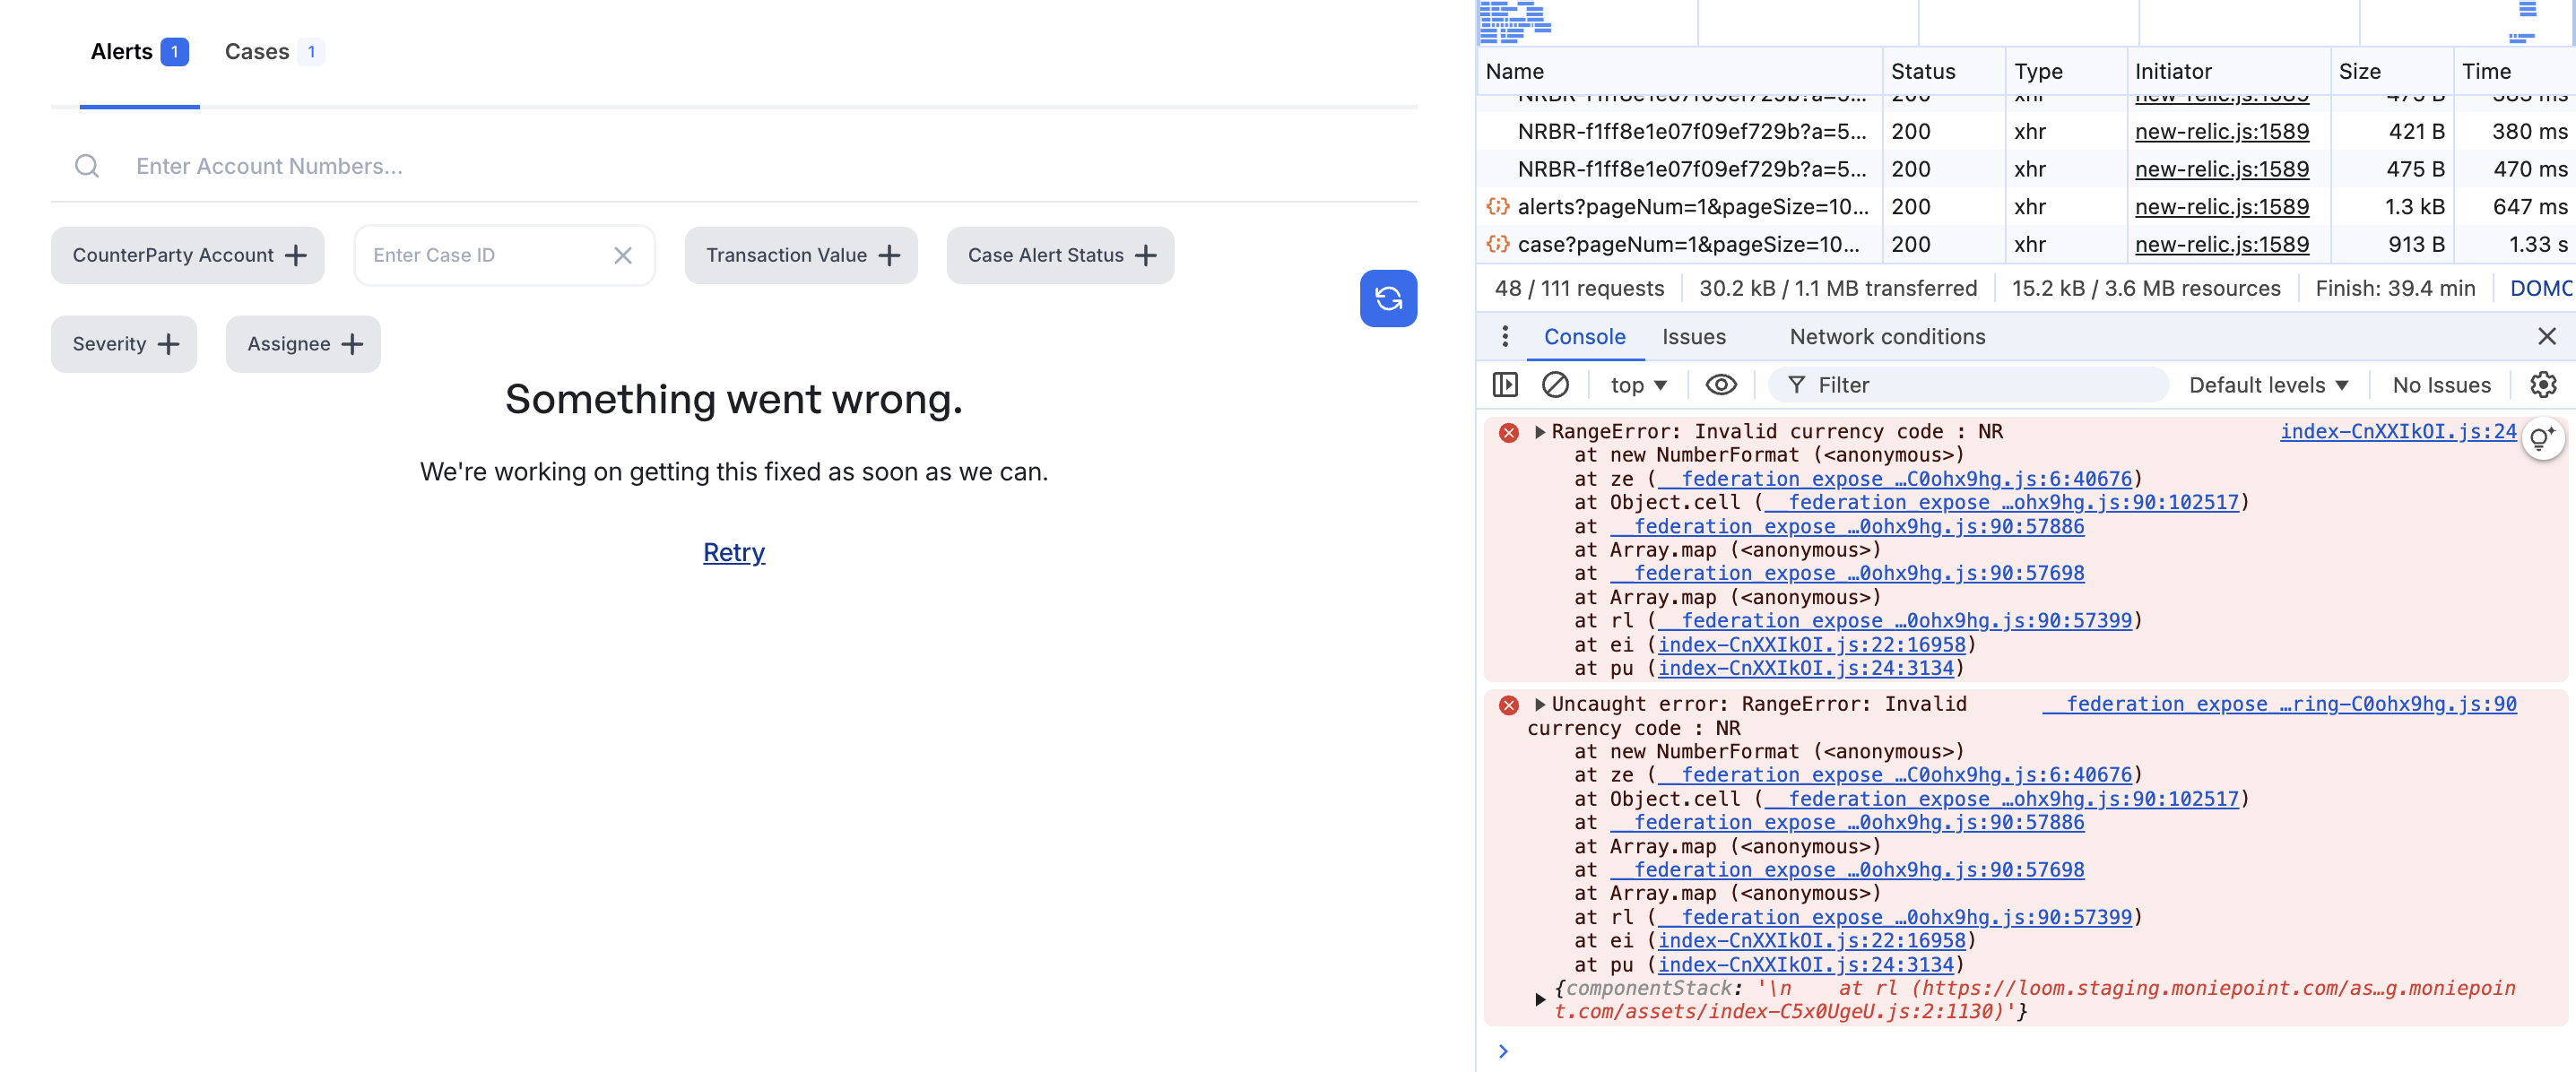 Alerts 1 Cases 1
Enter Account Numbers...
CounterParty Account Enter Case ID Transaction Value Case Alert Status
Severity Assignee
Something went wrong.
We're working on getting this fixed as soon as we can.
Retry
Name Status Type Initiator Size Time
NRBR-f1ff8e1e07f09ef729b?a=5... 200 xhr new-relic.js:1589 475 B 383 ms
NRBR-f1ff8e1e07f09ef729b?a=5... 200 xhr new-relic.js:1589 421 B 380 ms
NRBR-f1ff8e1e07f09ef729b?a=5... 200 xhr new-relic.js:1589 475 B 470 ms
alerts?pageNum=1&pageSize=10... 200 xhr new-relic.js:1589 1.3 kB 647 ms
case?pageNum=1&pageSize=10... 200 xhr new-relic.js:1589 913 B 1.33 s
48 / 111 requests 30.2 kB / 1.1 MB transferred 15.2 kB / 3.6 MB resources Finish: 39.4 min DOMC
Console Issues Network conditions
top Filter Default levels No Issues
RangeError: Invalid currency code : NR index-CnXXIkOI.js:24
at new NumberFormat (<anonymous>)
at ze (__federation_expose_…C0ohx9hg.js:6:40676)
at Object.cell (__federation_expose_…ohx9hg.js:90:102517)
at __federation_expose_…0ohx9hg.js:90:57886
at Array.map (<anonymous>)
at __federation_expose_…0ohx9hg.js:90:57698
at Array.map (<anonymous>)
at rl (__federation_expose_…0ohx9hg.js:90:57399)
at ei (index-CnXXIkOI.js:22:16958)
at pu (index-CnXXIkOI.js:24:3134)
Uncaught error: RangeError: Invalid __federation_expose_…ring-C0ohx9hg.js:90
currency code : NR
at new NumberFormat (<anonymous>)
at ze (__federation_expose_…C0ohx9hg.js:6:40676)
at Object.cell (__federation_expose_…ohx9hg.js:90:102517)
at __federation_expose_…0ohx9hg.js:90:57886
at Array.map (<anonymous>)
at __federation_expose_…0ohx9hg.js:90:57698
at Array.map (<anonymous>)
at rl (__federation_expose_…0ohx9hg.js:90:57399)
at ei (index-CnXXIkOI.js:22:16958)
at pu (index-CnXXIkOI.js:24:3134)
{componentStack: '\n    at rl (https://loom.staging.moniepoint.com/as…g.moniepoin
t.com/assets/index-C5x0UgeU.js:2:1130)'}